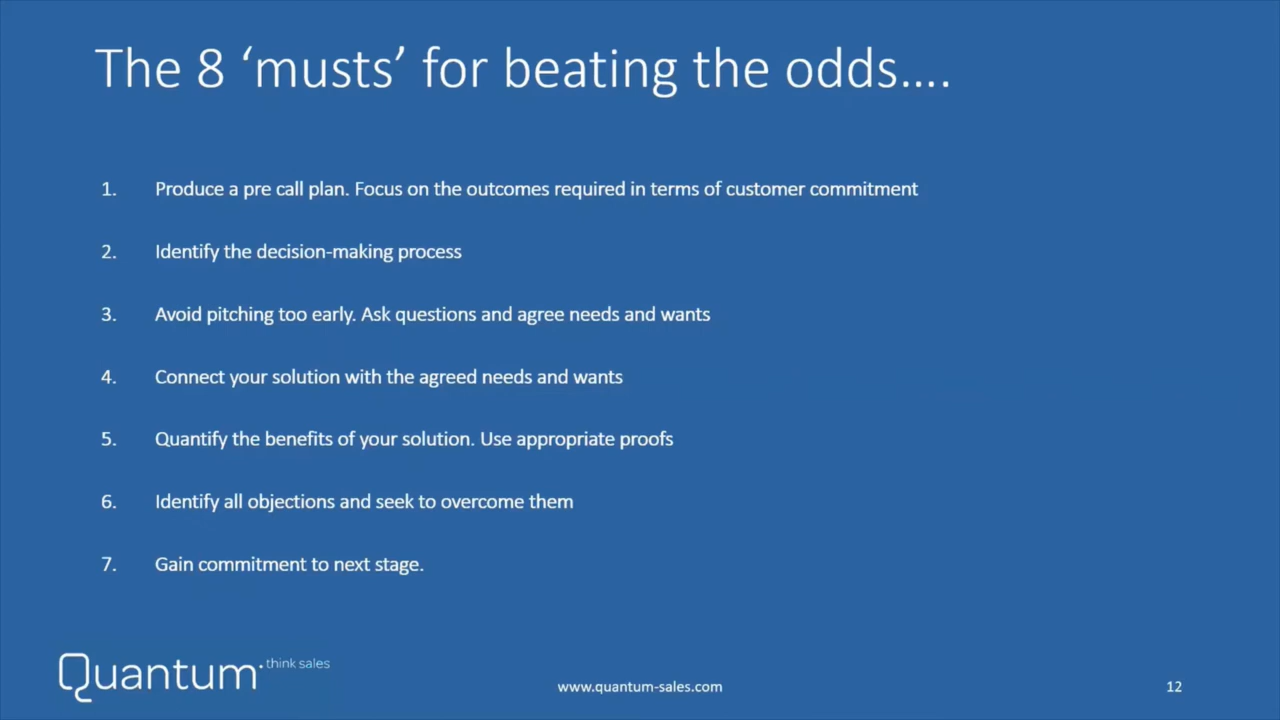 The 8 ‘musts’ for beating the odds….
1. Produce a pre call plan. Focus on the outcomes required in terms of customer commitment
2. Identify the decision-making process
3. Avoid pitching too early. Ask questions and agree needs and wants
4. Connect your solution with the agreed needs and wants
5. Quantify the benefits of your solution. Use appropriate proofs
6. Identify all objections and seek to overcome them
7. Gain commitment to next stage.
Quantum think sales
www.quantum-sales.com
12